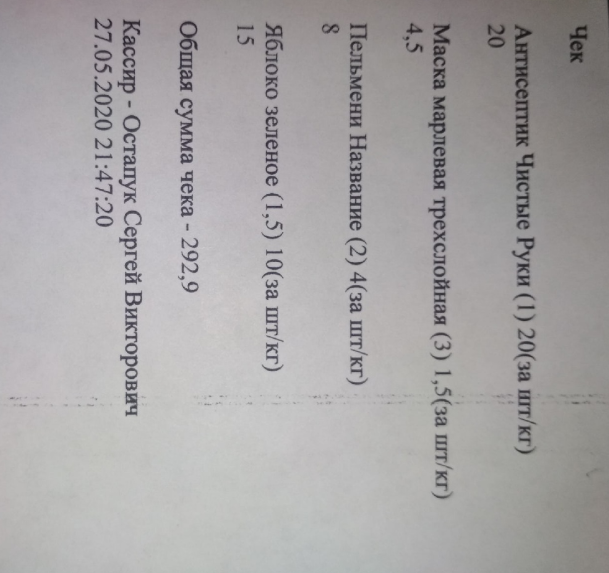 Чек
Антисептик Чистые Руки (1) 20(за шт/кг)
20
Маска марлевая трехслойная (3) 1,5(за шт/кг)
4,5
Пельмени Название (2) 4(за шт/кг)
8
Яблоко зеленое (1,5) 10(за шт/кг)
15
Общая сумма чека - 292,9
Кассир - Остапук Сергей Викторович
27.05.2020 21:47:20